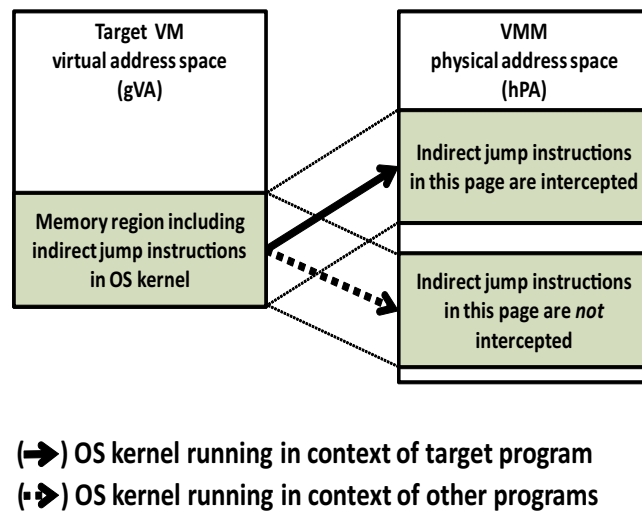 Target VM
virtual address space
(gVA)
Memory region including
indirect jump instructions
in OS kernel
VMM
physical address space
(hPA)
Indirect jump instructions
in this page are intercepted
Indirect jump instructions
in this page are not
intercepted
(➔) OS kernel running in context of target program
(⇢) OS kernel running in context of other programs